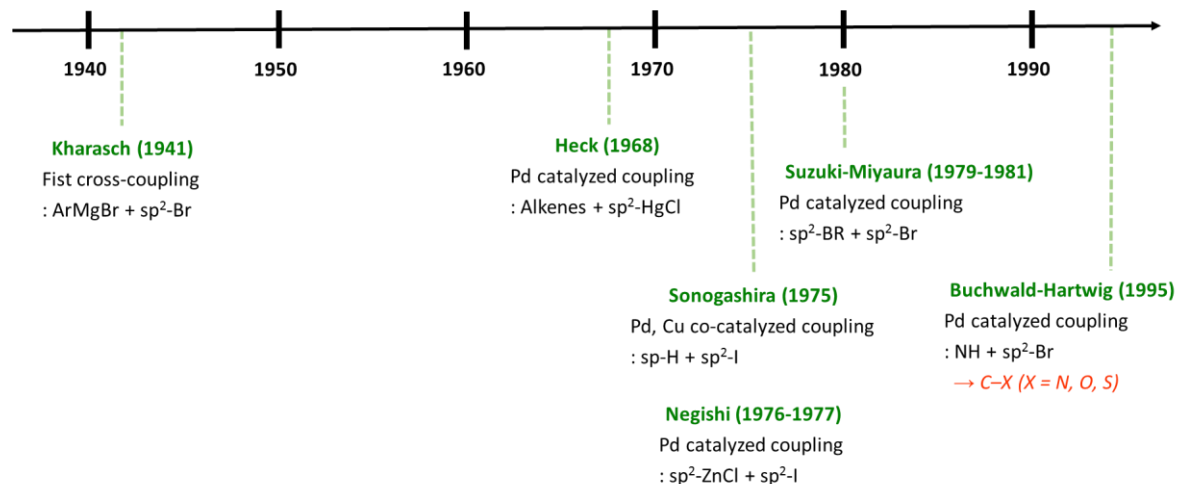 1940 1950 1960 1970 1980 1990
Kharasch (1941)
Fist cross-coupling
: ArMgBr + sp²-Br
Heck (1968)
Pd catalyzed coupling
: Alkenes + sp²-HgCl
Suzuki-Miyaura (1979-1981)
Pd catalyzed coupling
: sp²-BR + sp²-Br
Sonogashira (1975)
Pd, Cu co-catalyzed coupling
: sp-H + sp²-I
Buchwald-Hartwig (1995)
Pd catalyzed coupling
: NH + sp²-Br
→ C–X (X = N, O, S)
Negishi (1976-1977)
Pd catalyzed coupling
: sp²-ZnCl + sp²-I